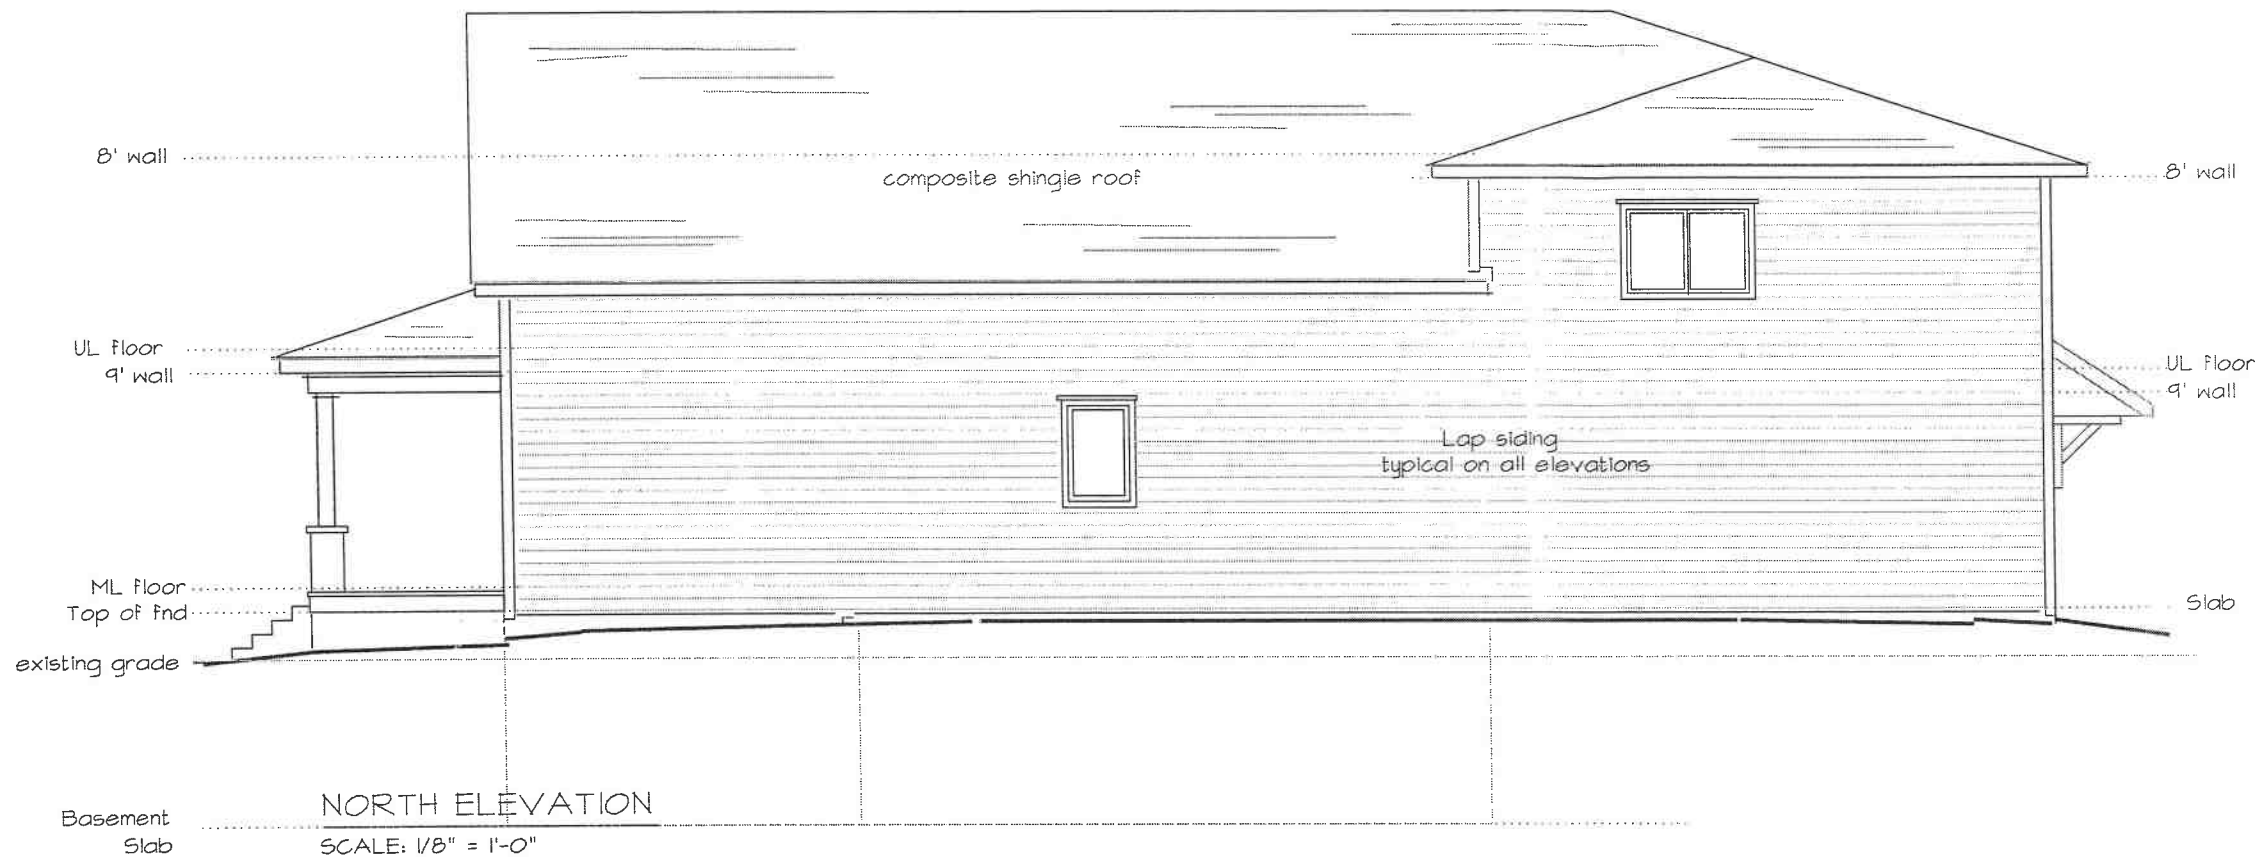 8' wall
composite shingle roof
8' wall
UL floor
9' wall
UL floor
9' wall
Lap siding
typical on all elevations
ML floor
Top of fnd
Slab
existing grade
NORTH ELEVATION
Basement
Slab
SCALE: 1/8" = 1'-0"